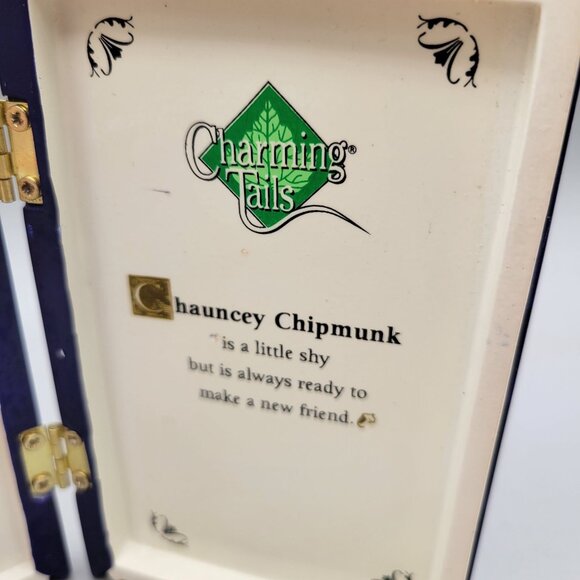 Charming®
Tails
Chauncey Chipmunk
is a little shy
but is always ready to
make a new friend.